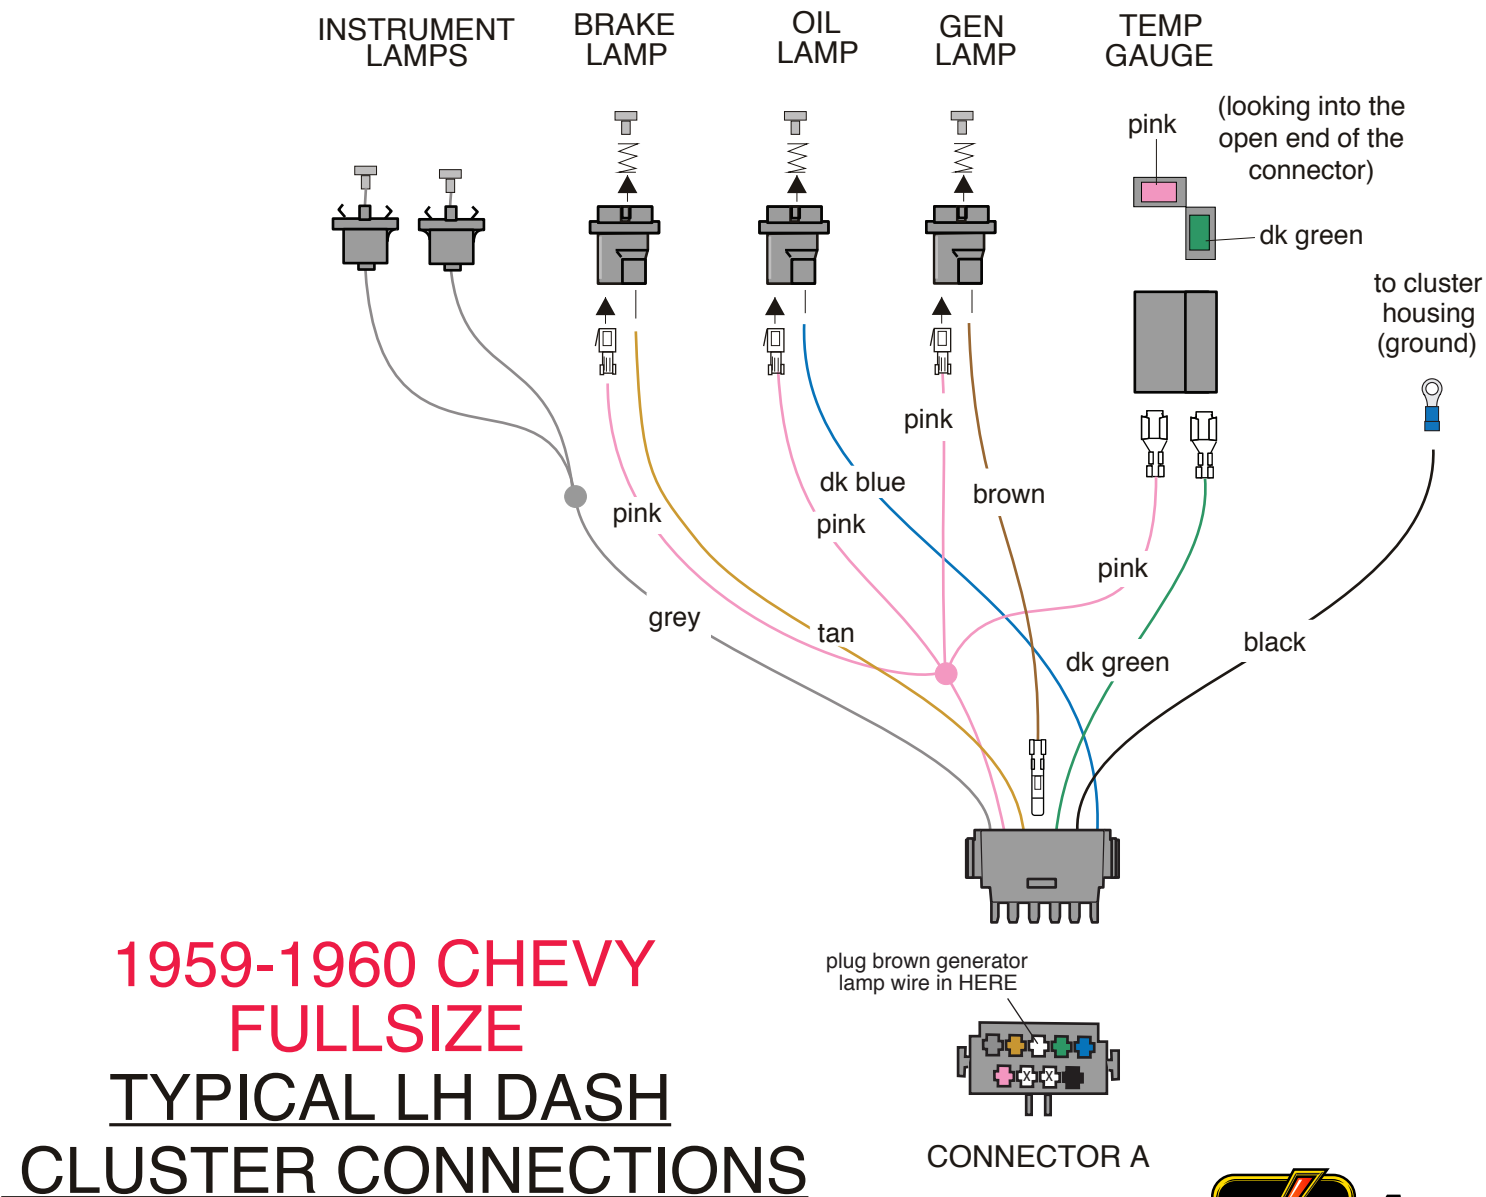 INSTRUMENT
LAMPS
BRAKE
LAMP
OIL
LAMP
GEN
LAMP
TEMP
GAUGE
pink
(looking into the
open end of the
connector)
dk green
to cluster
housing
(ground)
pink
dk blue
brown
pink
pink
pink
grey
tan
dk green
black
plug brown generator
lamp wire in HERE
X X
CONNECTOR A
1959-1960 CHEVY
FULLSIZE
TYPICAL LH DASH
CLUSTER CONNECTIONS